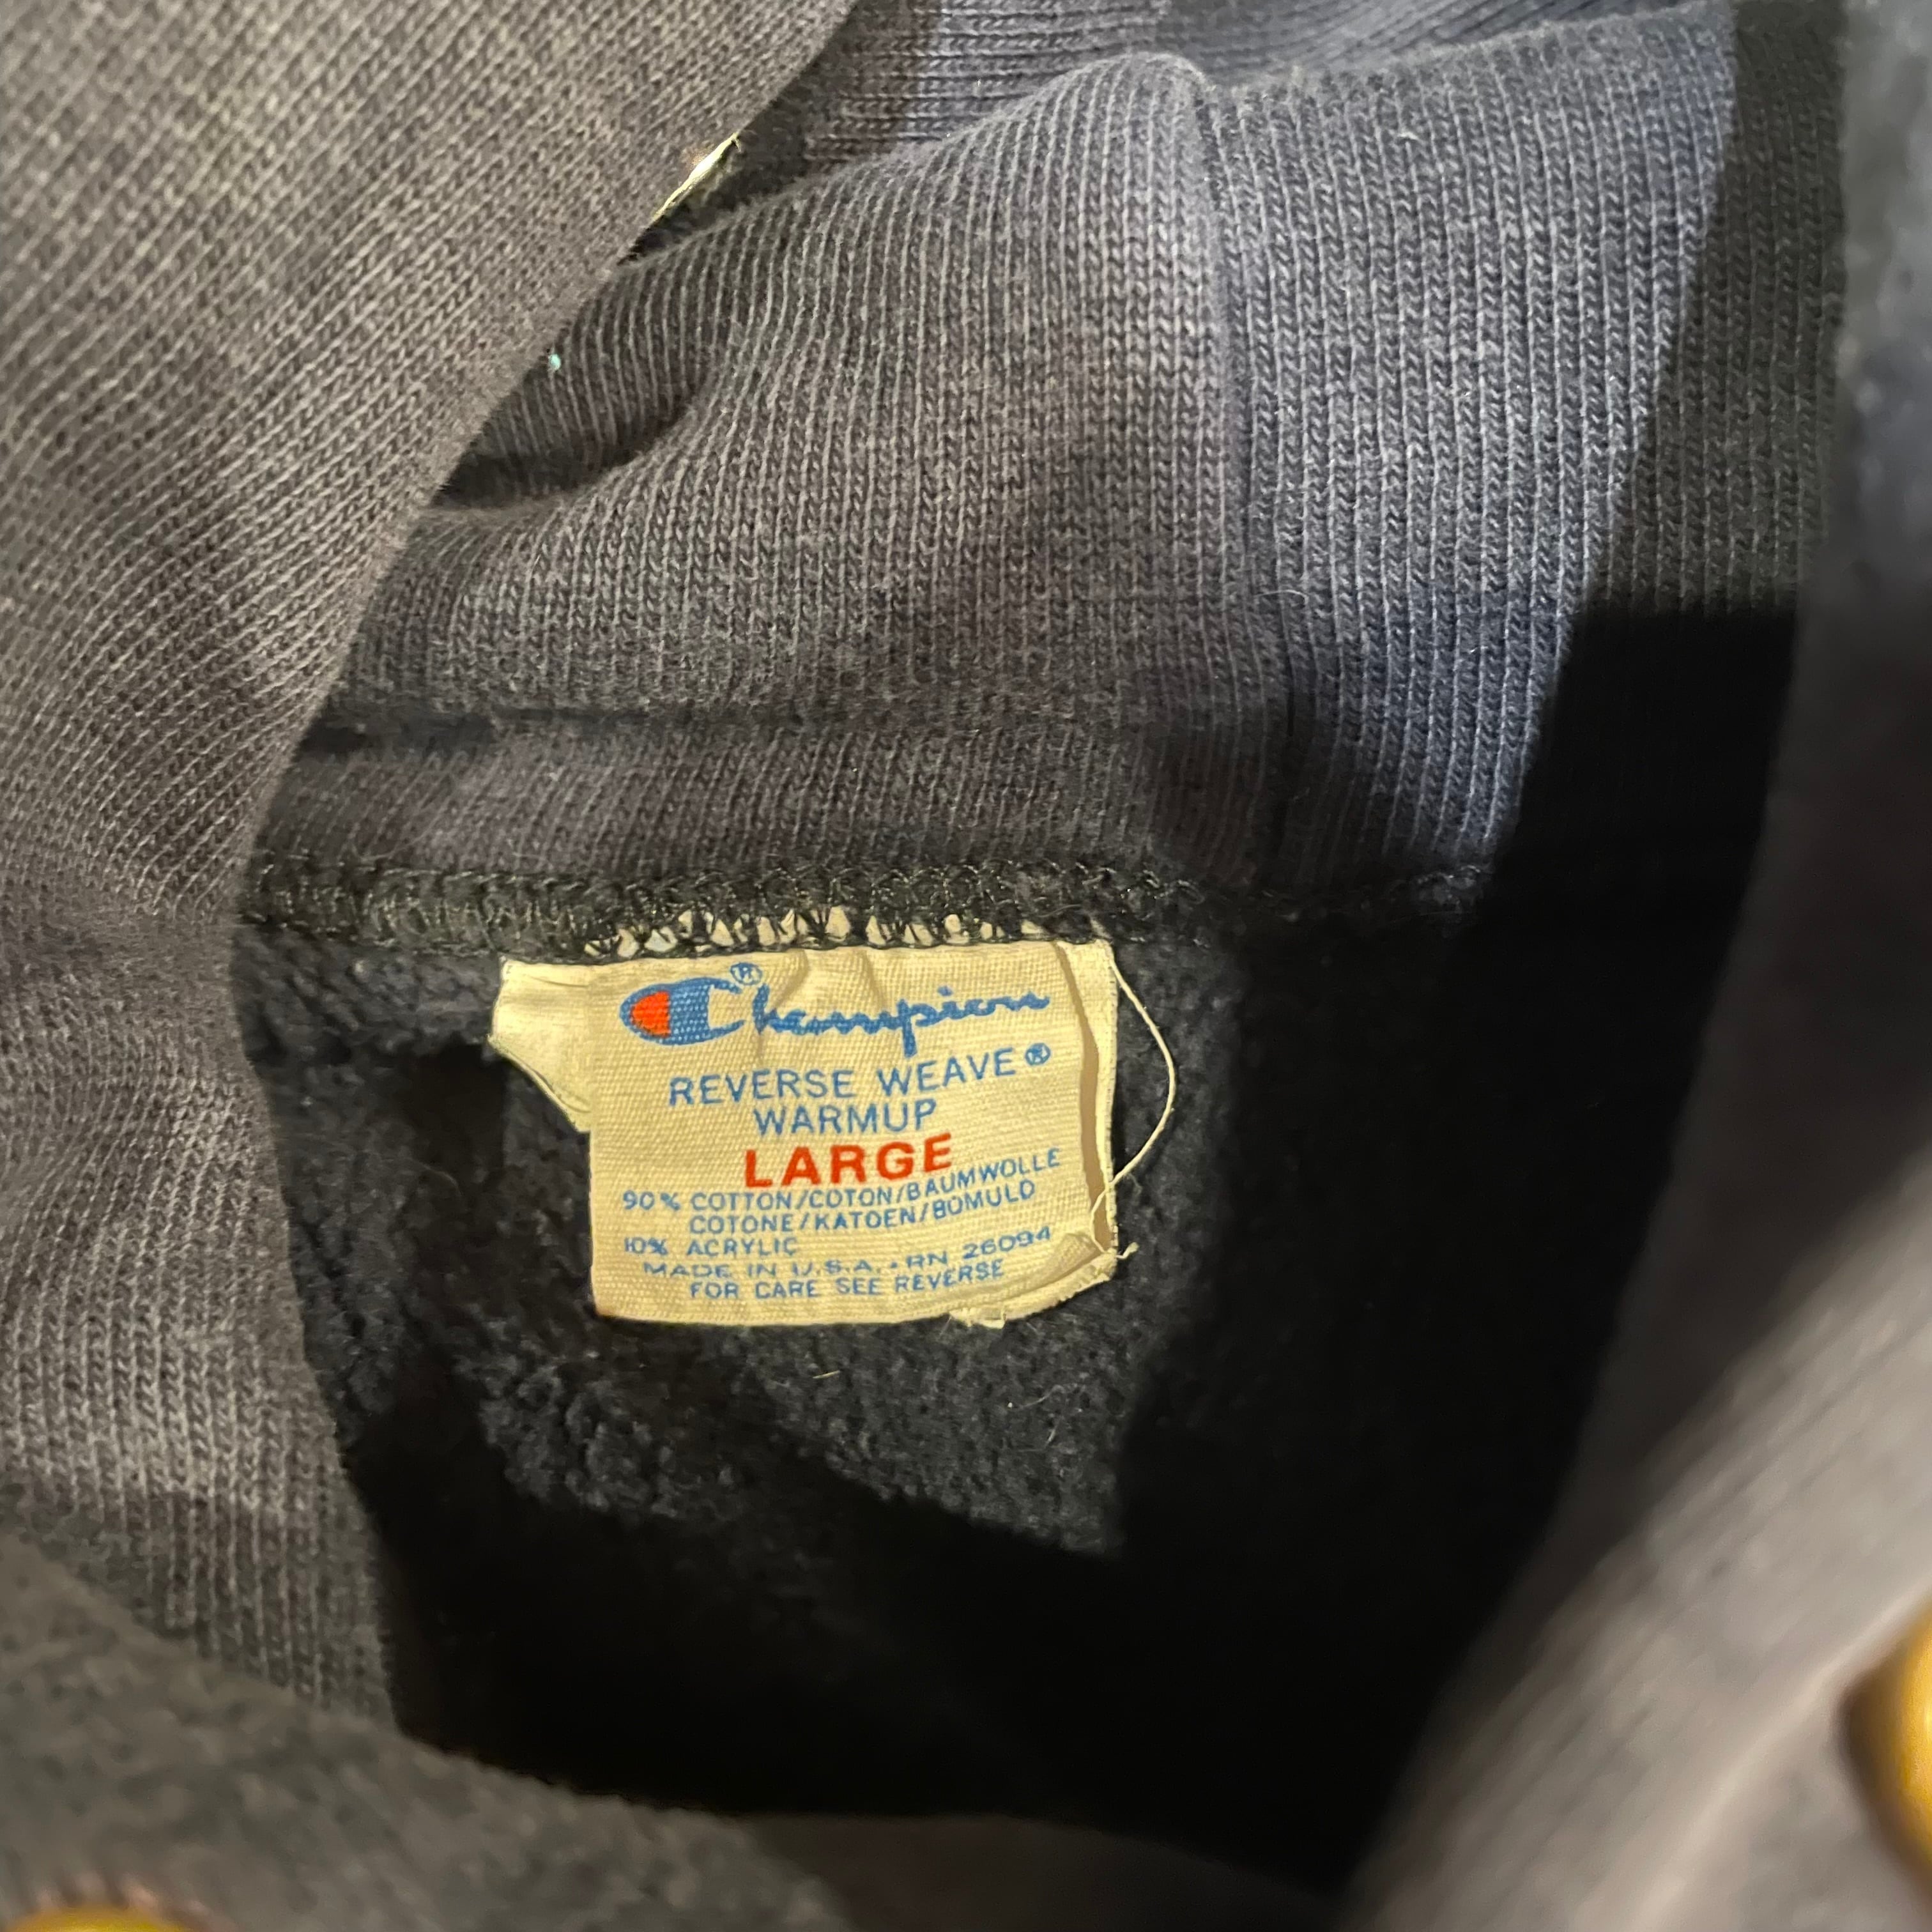 Champion®
REVERSE WEAVE®
WARMUP
LARGE
90% COTTON/COTON/BAUMWOLLE
COTONE/KATOEN/BOMULD
10% ACRYLIC
MADE IN U.S.A. • RN 26094
FOR CARE SEE REVERSE